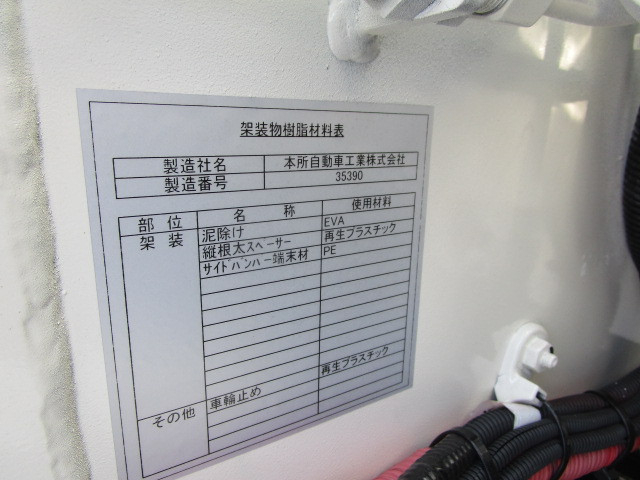 架装物樹脂材料表
製造社名 本所自動車工業株式会社
製造番号 35390
部位 名称 使用材料
架装 泥除け EVA
縦根太スペーサー 再生プラスチック
サイドバンパー端末材 PE
その他 車輪止め 再生プラスチック